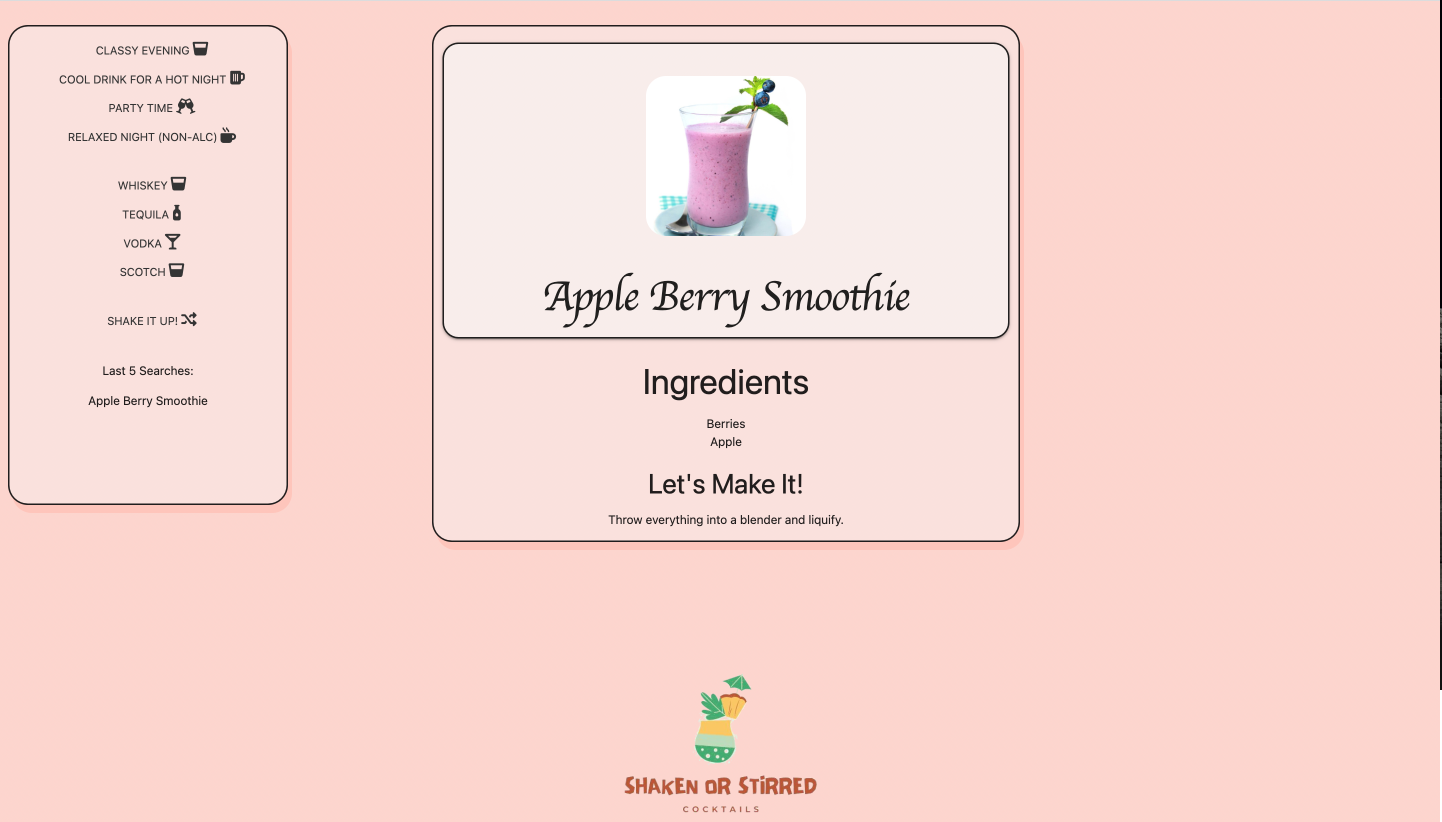 CLASSY EVENING
COOL DRINK FOR A HOT NIGHT
PARTY TIME
RELAXED NIGHT (NON-ALC)
WHISKEY
TEQUILA
VODKA
SCOTCH
SHAKE IT UP!
Last 5 Searches:
Apple Berry Smoothie
Apple Berry Smoothie
Ingredients
Berries
Apple
Let's Make It!
Throw everything into a blender and liquify.
SHAKEN OR STiRRED
COCKTAILS